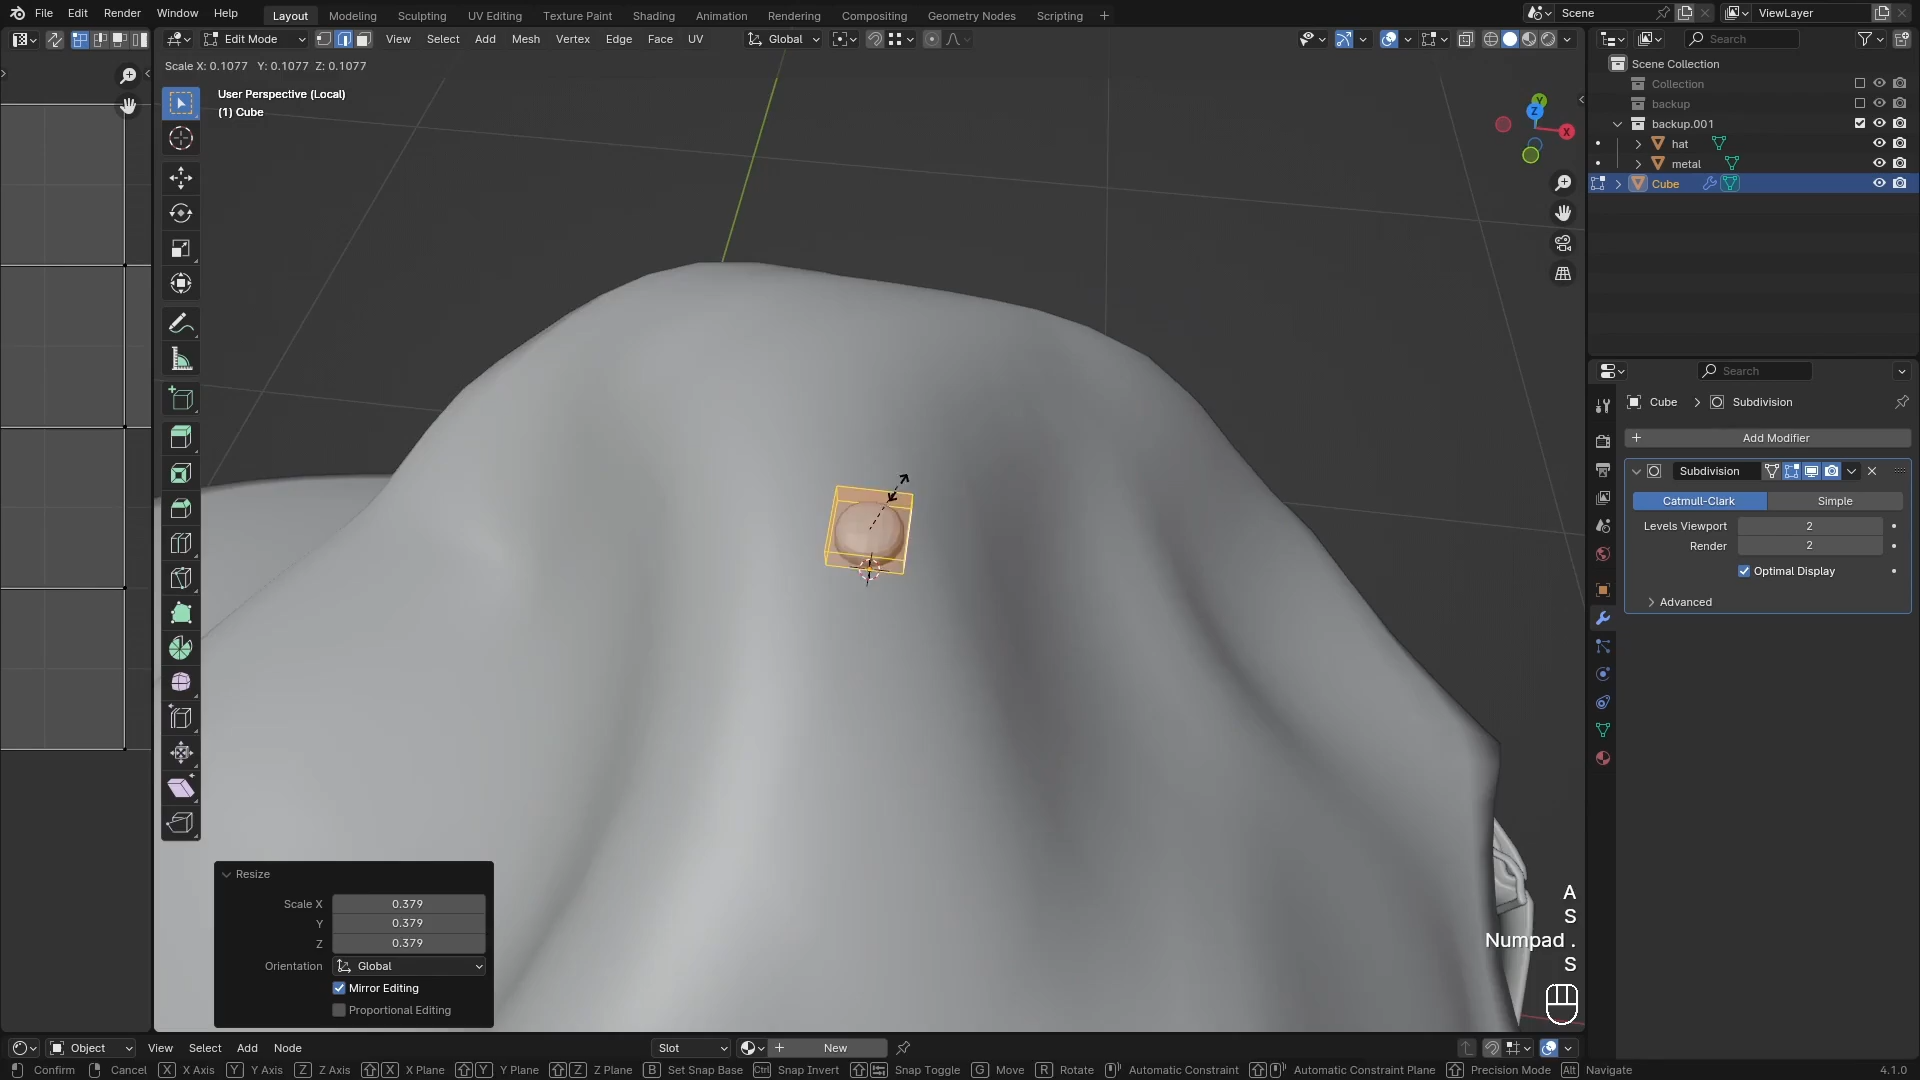 File Edit Render Window Help Layout Modeling Sculpting UV Editing Texture Paint Shading Animation Rendering Compositing Geometry Nodes Scripting + Scene ViewLayer
Edit Mode View Select Add Mesh Vertex Edge Face UV Global Search
Scale X: 0.1077 Y: 0.1077 Z: 0.1077
User Perspective (Local)
(1) Cube
Z
Y
X
Scene Collection
Collection
backup
backup.001
hat
metal
Cube
Search
Cube > Subdivision
+ Add Modifier
Subdivision
Catmull-Clark Simple
Levels Viewport 2
Render 2
Optimal Display
Advanced
Resize
Scale X 0.379
Y 0.379
Z 0.379
Orientation Global
Mirror Editing
Proportional Editing
A
S
Numpad .
S
Object View Select Add Node Slot + New
Confirm Cancel X X Axis Y Y Axis Z Z Axis X X Plane Y Y Plane Z Z Plane B Set Snap Base Ctrl Snap Invert Snap Toggle G Move R Rotate Automatic Constraint Automatic Constraint Plane Precision Mode Alt Navigate 4.1.0